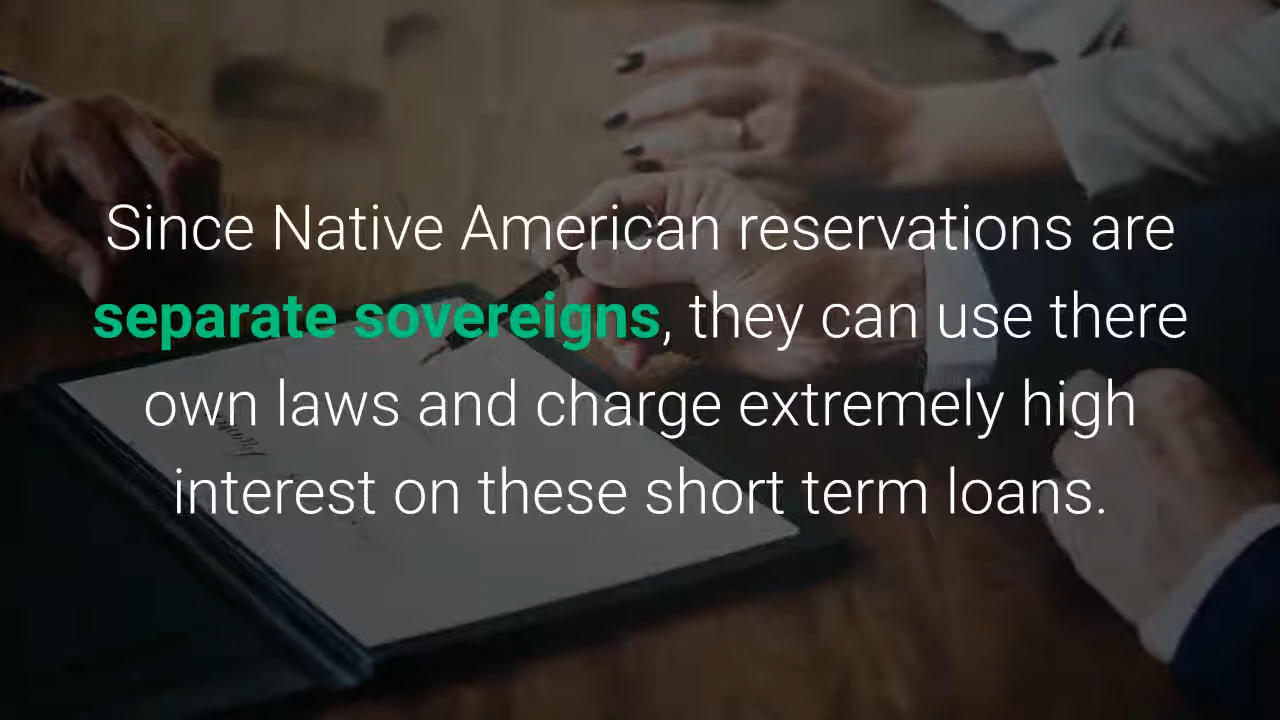 Since Native American reservations are
separate sovereigns, they can use there
own laws and charge extremely high
interest on these short term loans.